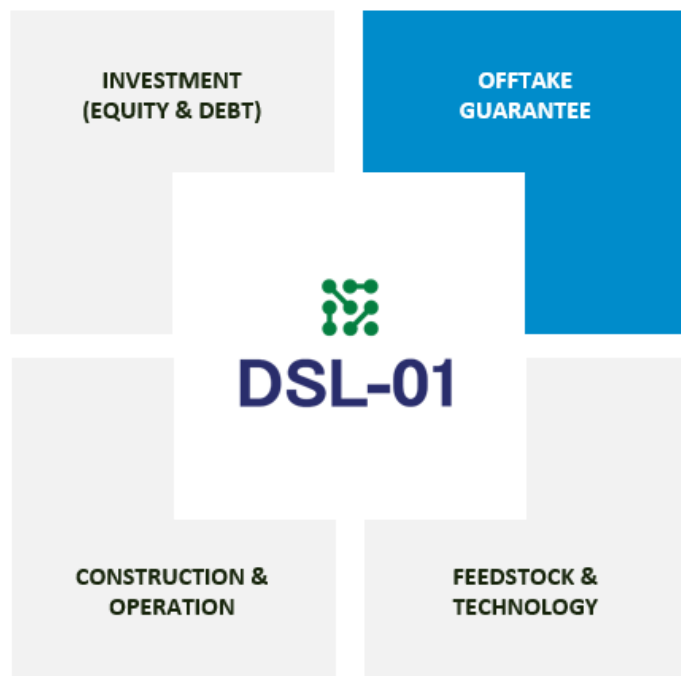 INVESTMENT
(EQUITY & DEBT)
OFFTAKE
GUARANTEE
DSL-01
CONSTRUCTION &
OPERATION
FEEDSTOCK &
TECHNOLOGY